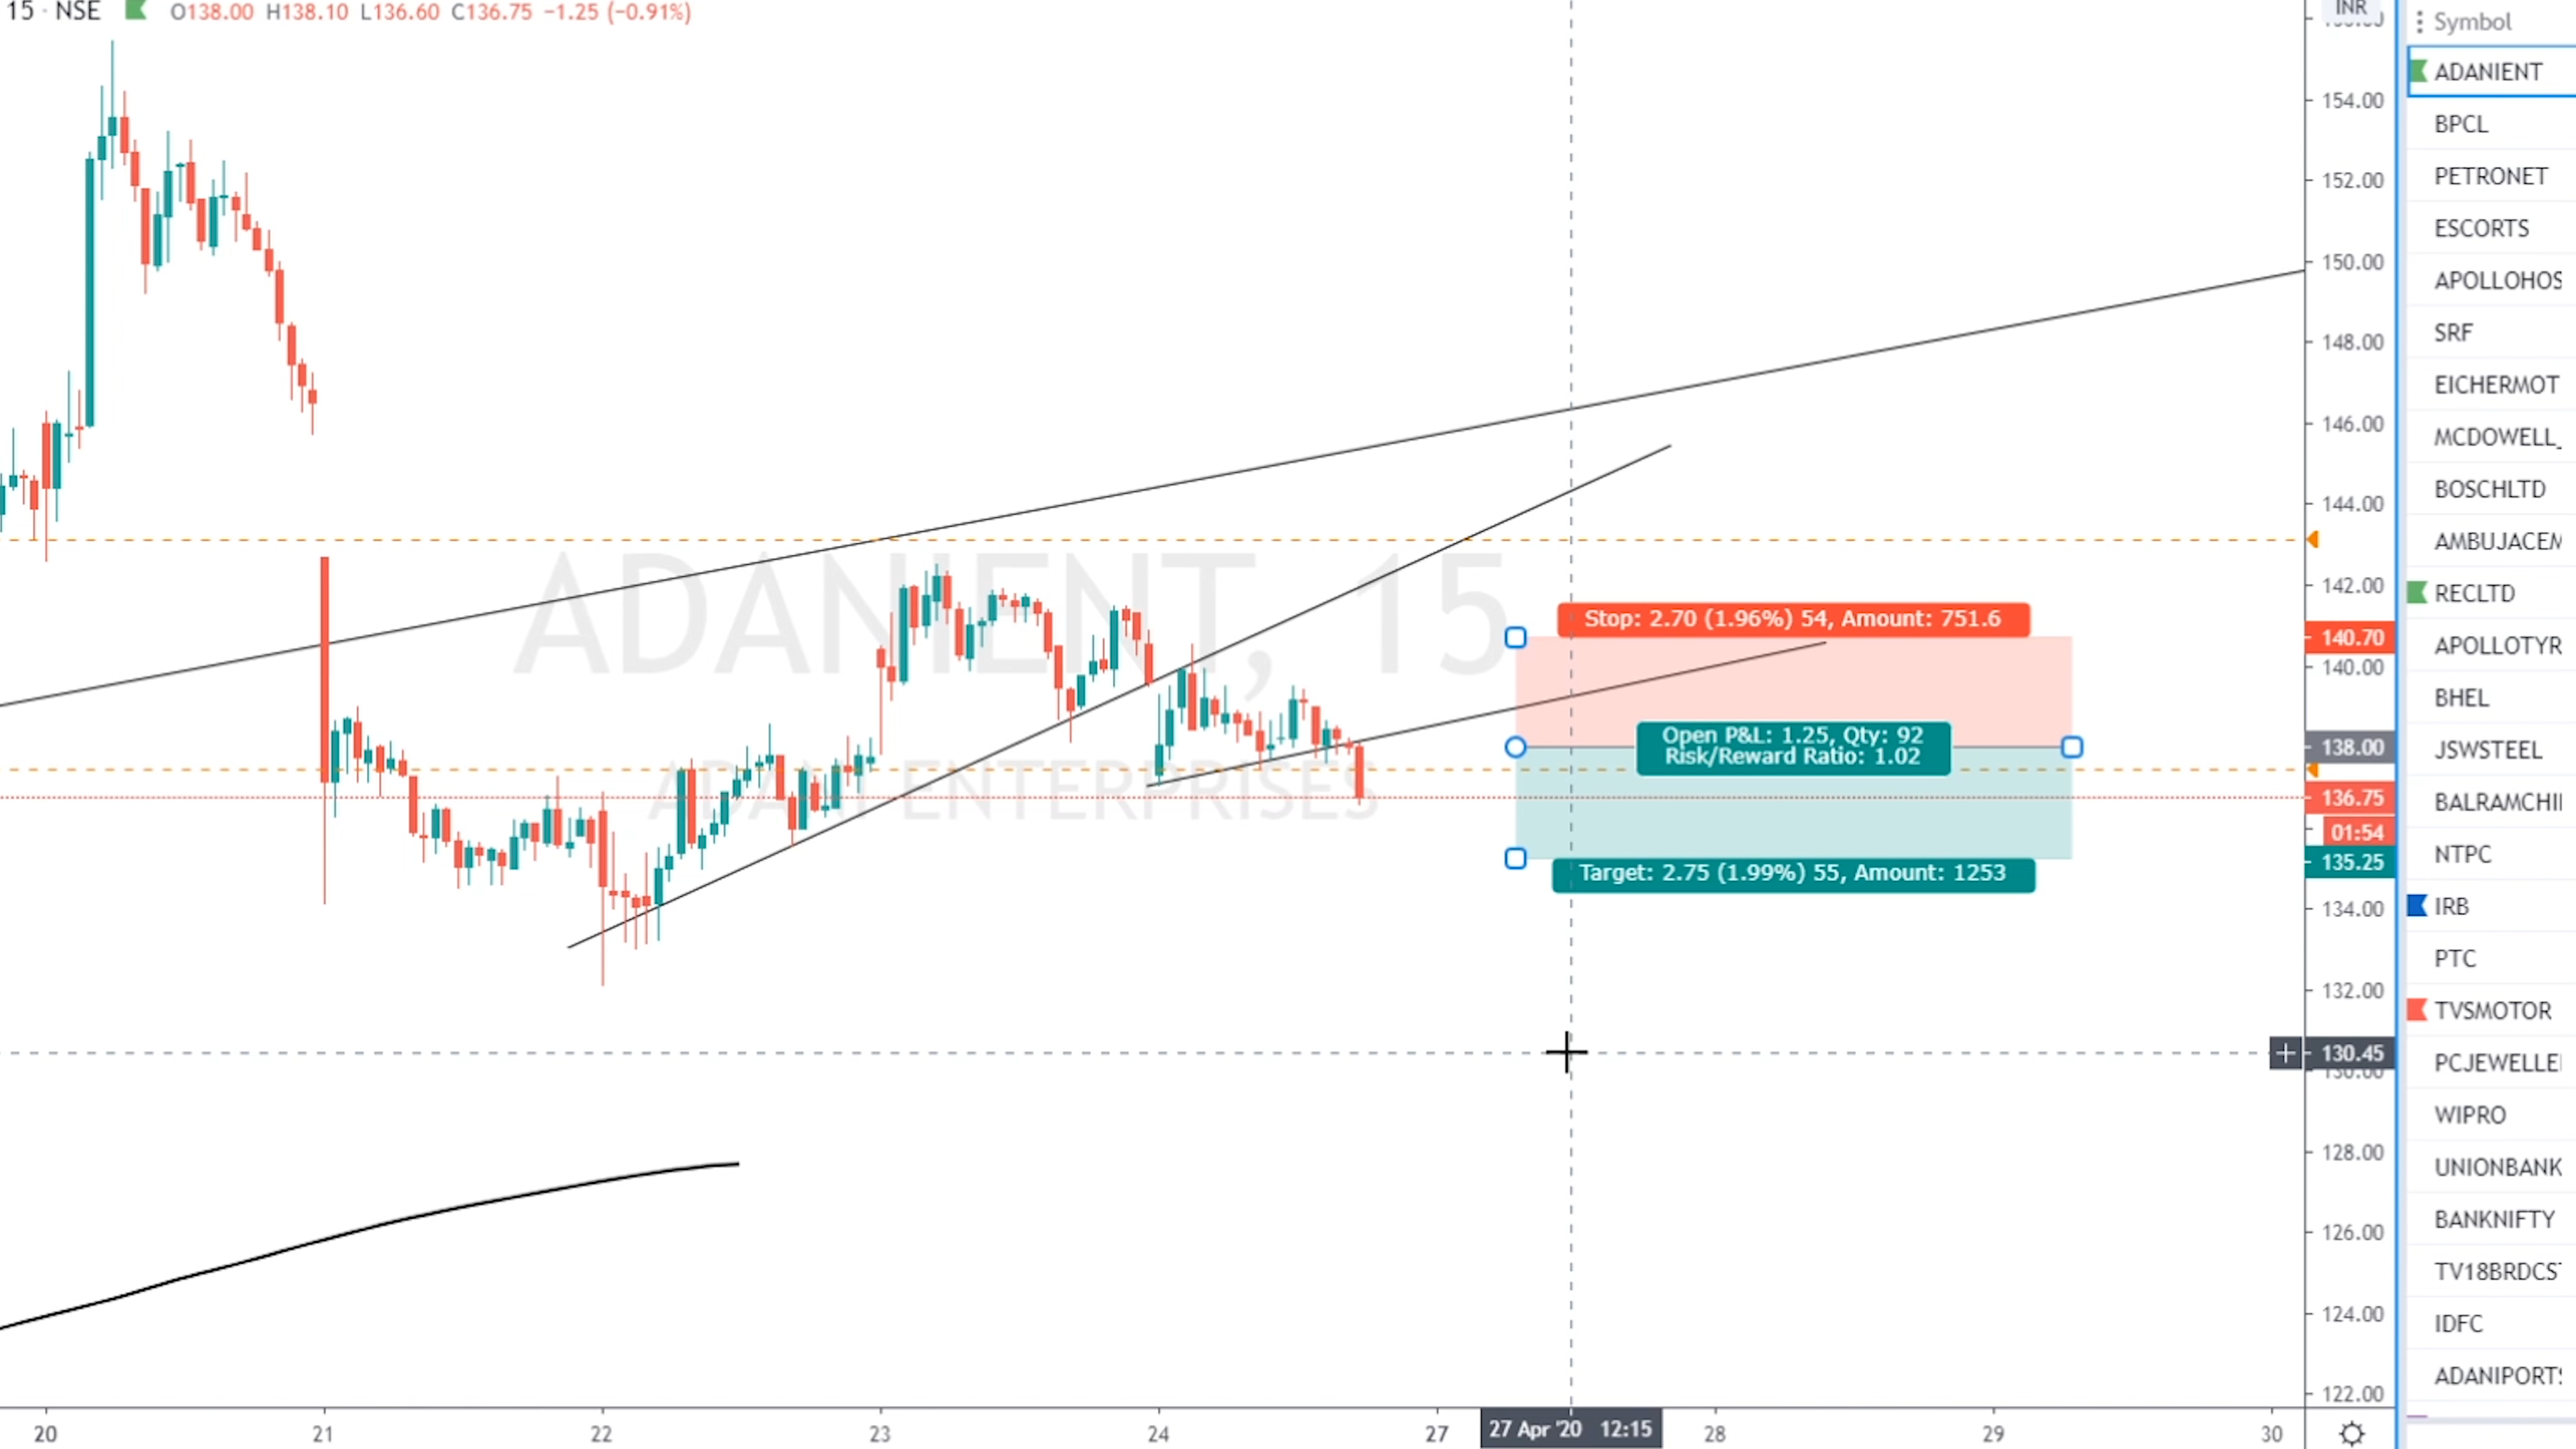 15 · NSE O138.00 H138.10 L136.60 C136.75 −1.25 (−0.91%)
INR
154.00
152.00
150.00
148.00
146.00
144.00
142.00
140.70
140.00
138.00
136.75
01:54
135.25
134.00
132.00
130.45
130.00
128.00
126.00
124.00
122.00
ADANIENT, 15
ADANI ENTERPRISES
Stop: 2.70 (1.96%) 54, Amount: 751.6
Open P&L: 1.25, Qty: 92
Risk/Reward Ratio: 1.02
Target: 2.75 (1.99%) 55, Amount: 1253
20 21 22 23 24 27 27 Apr '20 12:15 28 29 30
Symbol
ADANIENT
BPCL
PETRONET
ESCORTS
APOLLOHOS
SRF
EICHERMOT
MCDOWELL_
BOSCHLTD
AMBUJACEM
RECLTD
APOLLOTYR
BHEL
JSWSTEEL
BALRAMCHI
NTPC
IRB
PTC
TVSMOTOR
PCJEWELLE
WIPRO
UNIONBANK
BANKNIFTY
TV18BRDCS
IDFC
ADANIPORT